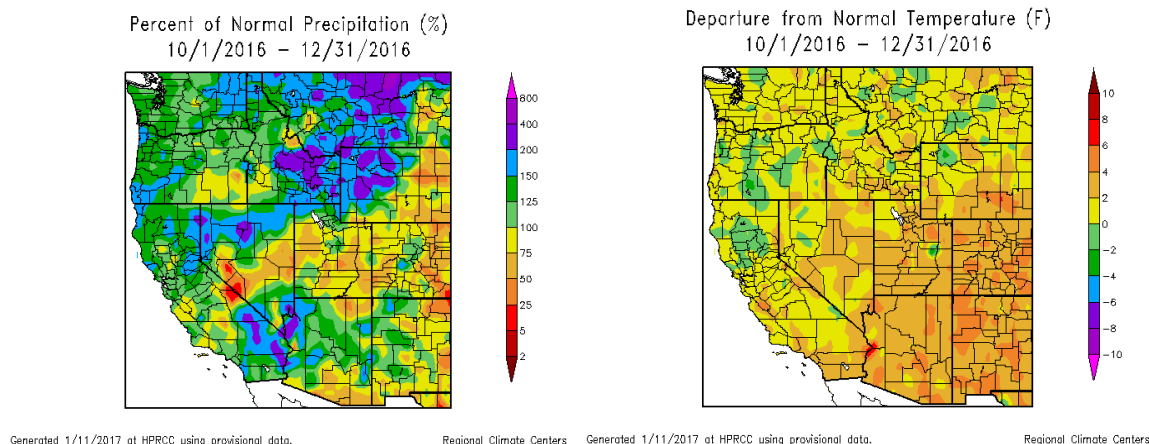 Percent of Normal Precipitation (%)
10/1/2016 – 12/31/2016
800
400
200
150
125
100
75
50
25
5
2
Generated 1/11/2017 at HPRCC using provisional data.
Regional Climate Centers
Departure from Normal Temperature (F)
10/1/2016 – 12/31/2016
10
8
6
4
2
0
-2
-4
-6
-8
-10
Generated 1/11/2017 at HPRCC using provisional data.
Regional Climate Centers